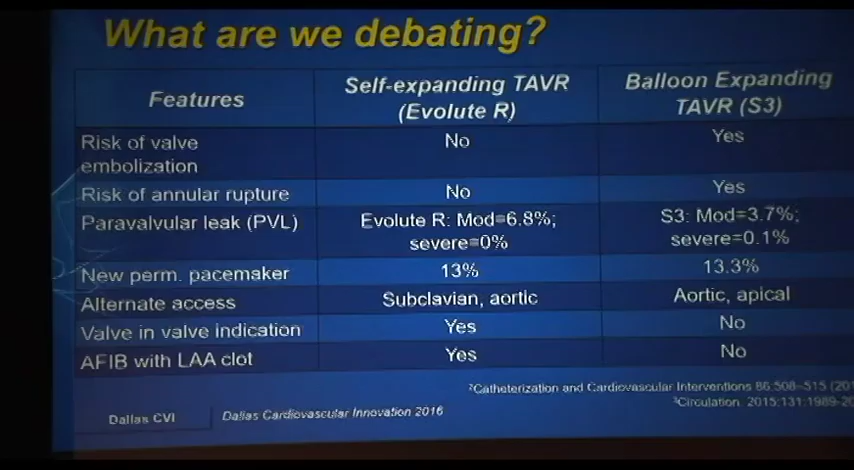 What are we debating?
Features
Self-expanding TAVR
(Evolute R)
Balloon Expanding
TAVR (S3)
Risk of valve
embolization
No
Yes
Risk of annular rupture
No
Yes
Paravalvular leak (PVL)
Evolute R: Mod=6.8%;
severe=0%
S3: Mod=3.7%;
severe=0.1%
New perm. pacemaker
13%
13.3%
Alternate access
Subclavian, aortic
Aortic, apical
Valve in valve indication
Yes
No
AFIB with LAA clot
Yes
No
²Catheterization and Cardiovascular Interventions 86:508–515 (201
³Circulation. 2015;131:1989-20
Dallas CVI
Dallas Cardiovascular Innovation 2016